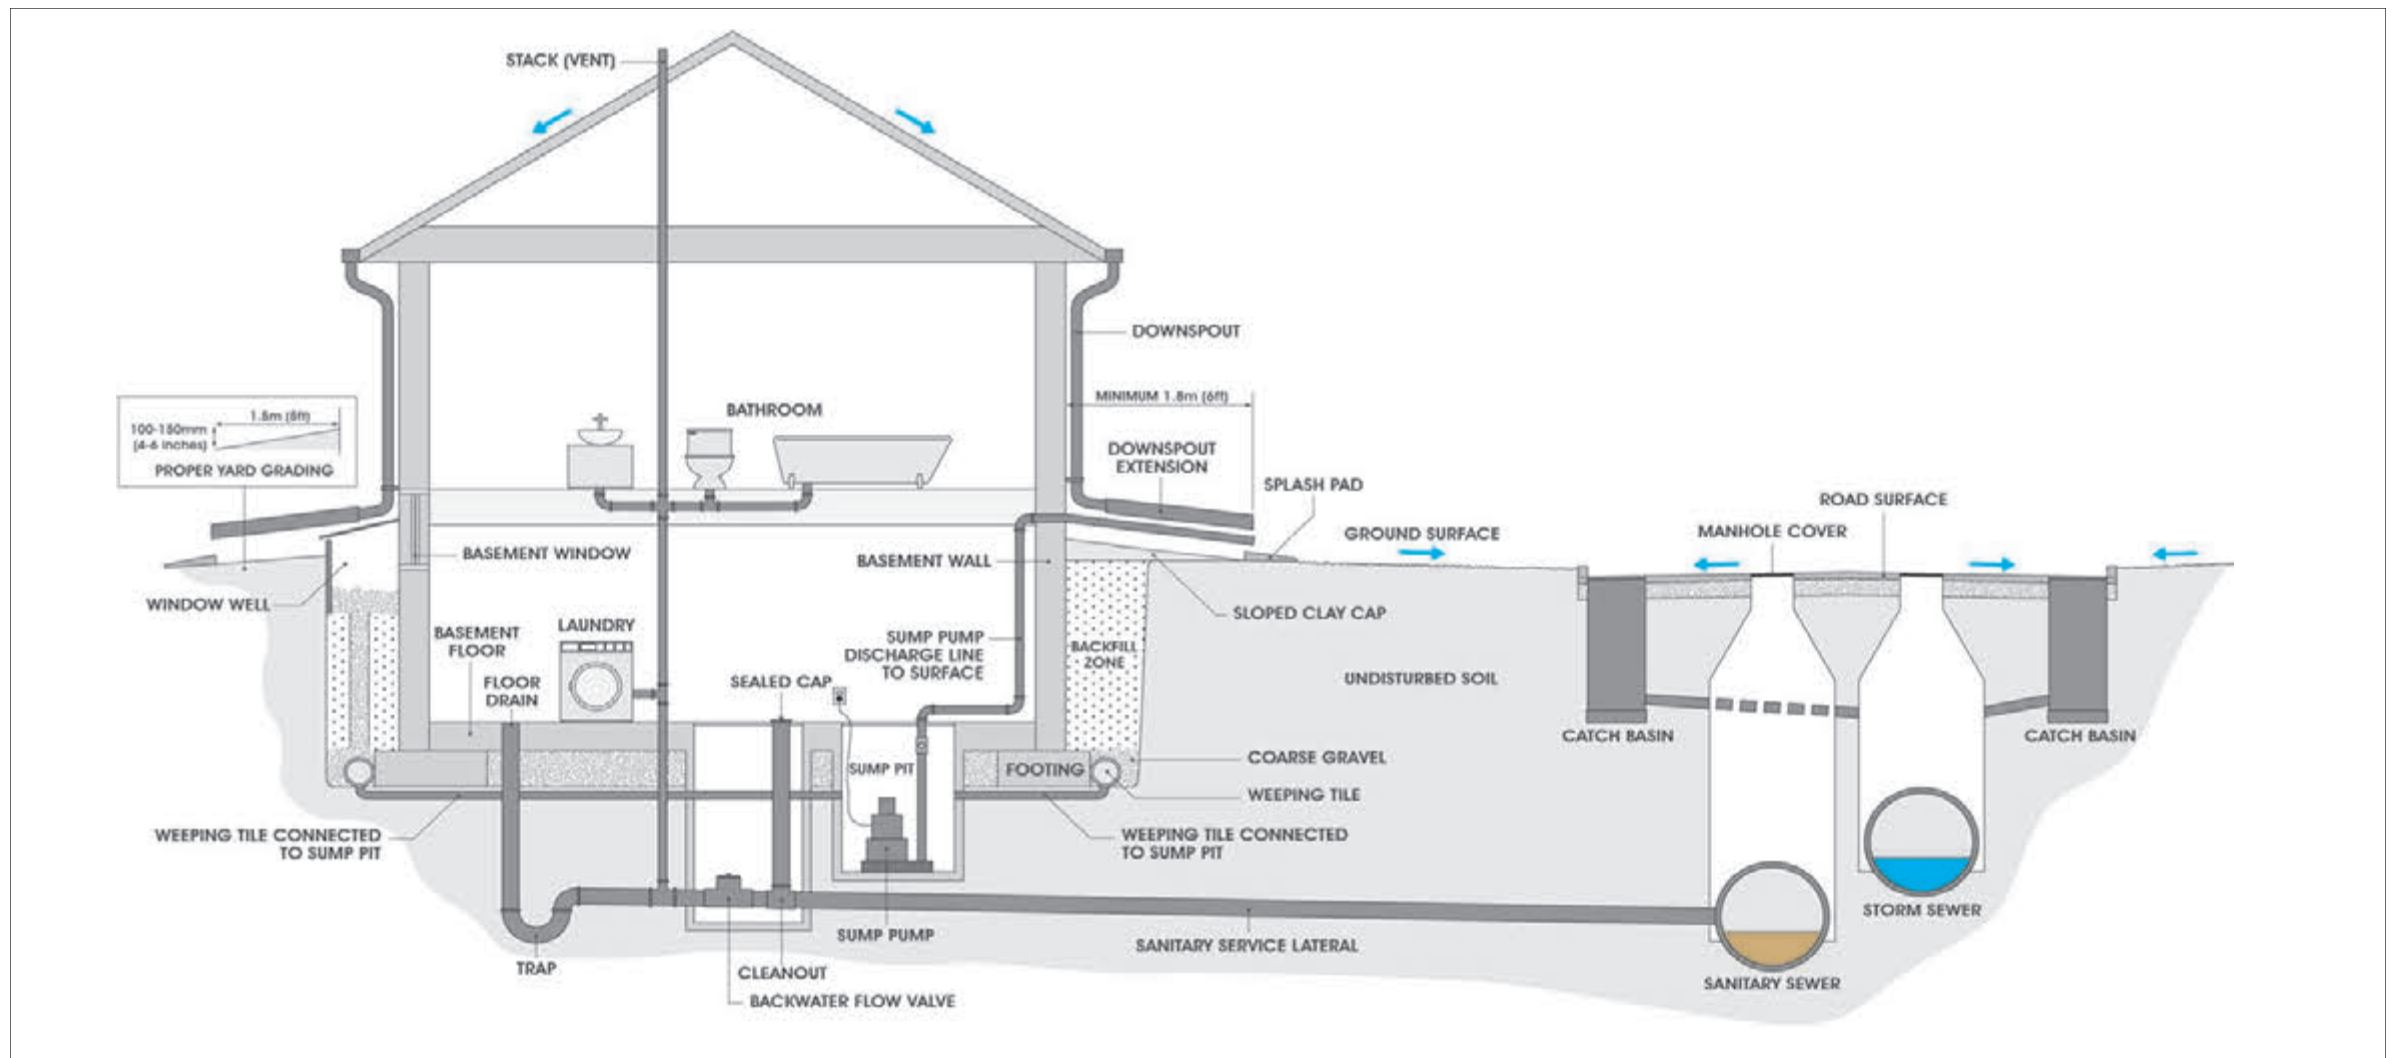 STACK (VENT)
DOWNSPOUT
MINIMUM 1.8m (6ft)
1.8m (6ft)
100-150mm
(4-6 inches)
PROPER YARD GRADING
BATHROOM
DOWNSPOUT
EXTENSION
SPLASH PAD
GROUND SURFACE
ROAD SURFACE
MANHOLE COVER
BASEMENT WINDOW
BASEMENT WALL
WINDOW WELL
SLOPED CLAY CAP
BASEMENT
FLOOR
LAUNDRY
SUMP PUMP
DISCHARGE LINE
TO SURFACE
BACKFILL
ZONE
FLOOR
DRAIN
SEALED CAP
UNDISTURBED SOIL
CATCH BASIN
CATCH BASIN
SUMP PIT
FOOTING
COARSE GRAVEL
WEEPING TILE
WEEPING TILE CONNECTED
TO SUMP PIT
WEEPING TILE CONNECTED
TO SUMP PIT
STORM SEWER
SUMP PUMP
SANITARY SERVICE LATERAL
TRAP
CLEANOUT
SANITARY SEWER
BACKWATER FLOW VALVE